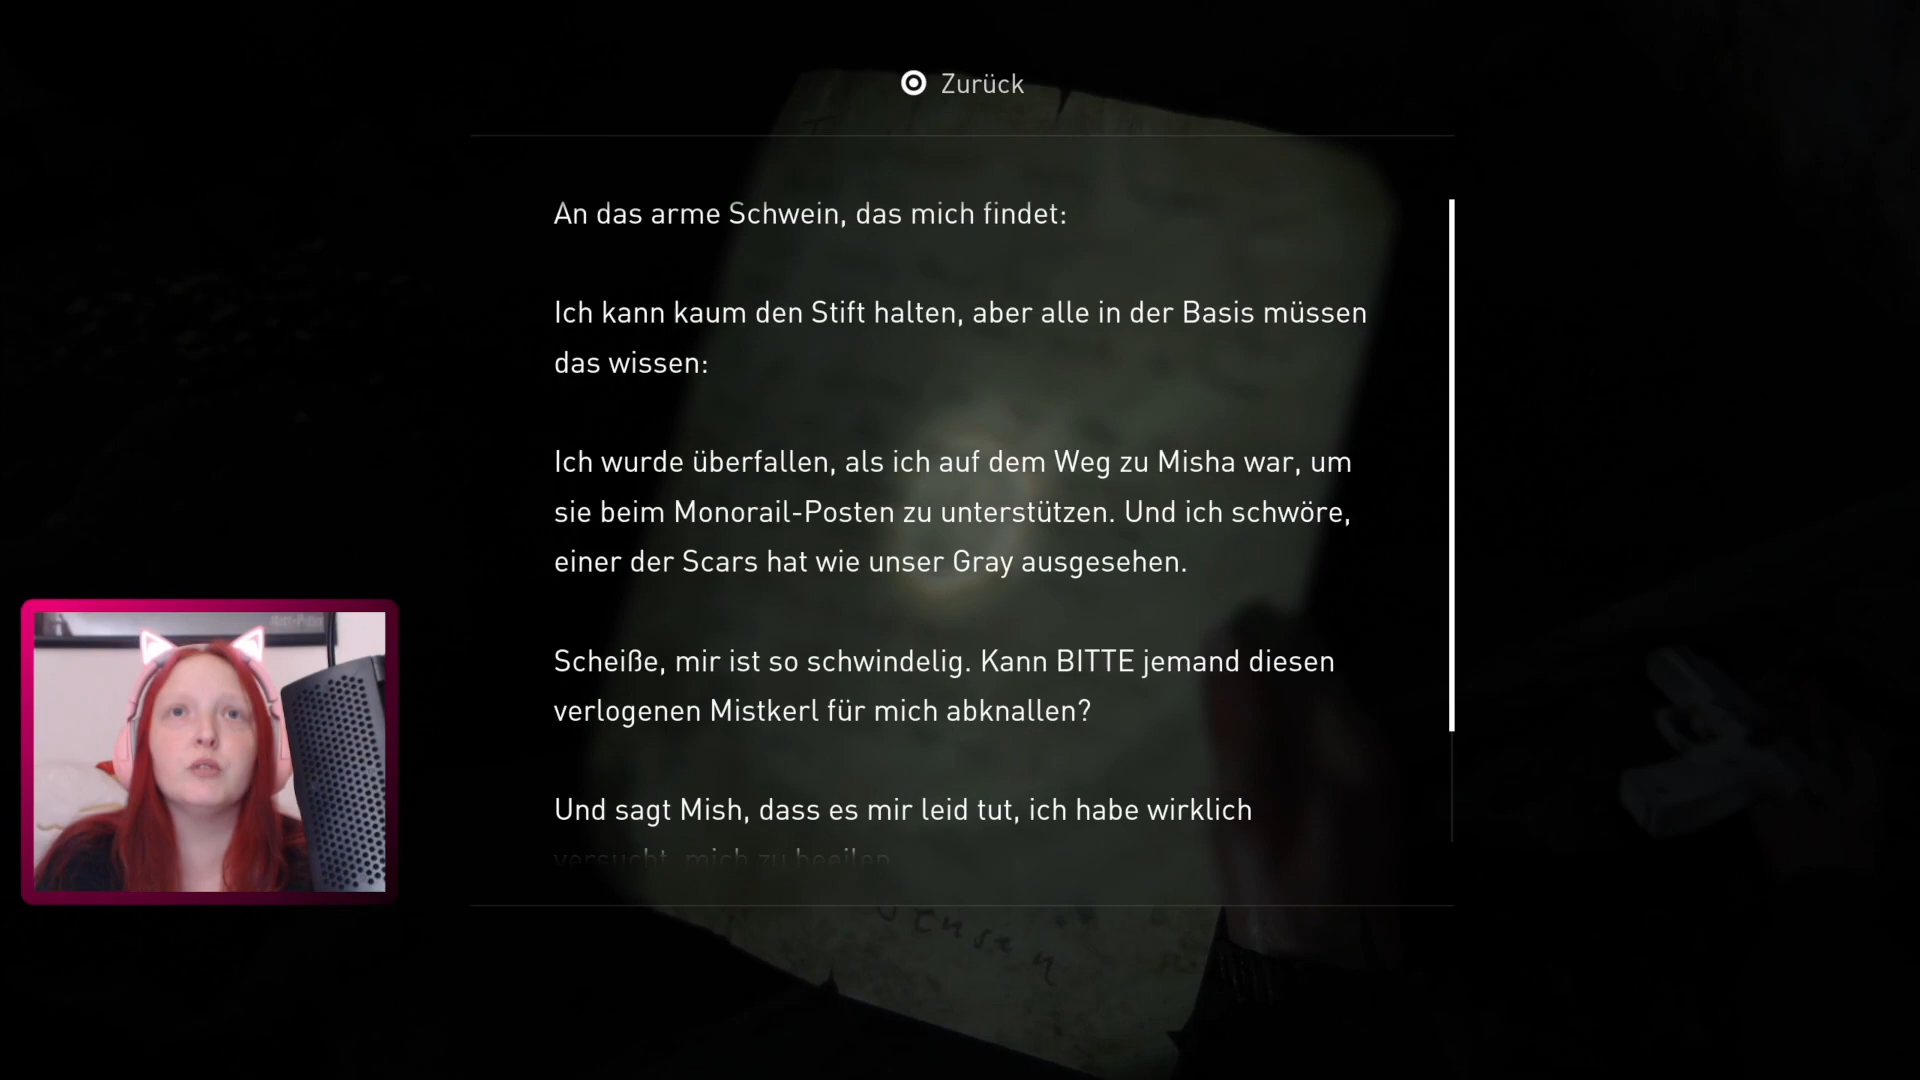 Zurück
An das arme Schwein, das mich findet:
Ich kann kaum den Stift halten, aber alle in der Basis müssen
das wissen:
Ich wurde überfallen, als ich auf dem Weg zu Misha war, um
sie beim Monorail-Posten zu unterstützen. Und ich schwöre,
einer der Scars hat wie unser Gray ausgesehen.
Scheiße, mir ist so schwindelig. Kann BITTE jemand diesen
verlogenen Mistkerl für mich abknallen?
Und sagt Mish, dass es mir leid tut, ich habe wirklich
versucht, mich zu beeilen